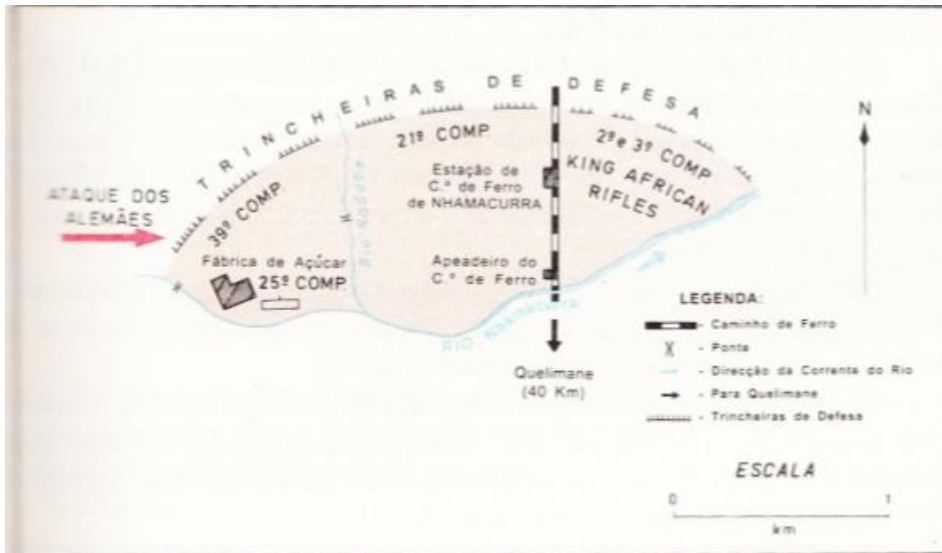 TRINCHEIRAS DE DEFESA
N
21º COMP.
2º e 3º COMP.
KING AFRICAN
RIFLES
Estação de
C.º de Ferro
de NHAMACURRA
ATAQUE DOS
ALEMÃES
39º COMP.
Fábrica de Açúcar
25º COMP.
Apeadeiro do
C.º de Ferro
RIO Nhamacurra
Quelimane
(40 Km)
LEGENDA:
- Caminho de Ferro
- Ponte
- Direcção da Corrente do Rio
- Para Quelimane
- Trincheiras de Defesa
ESCALA
0 1
km